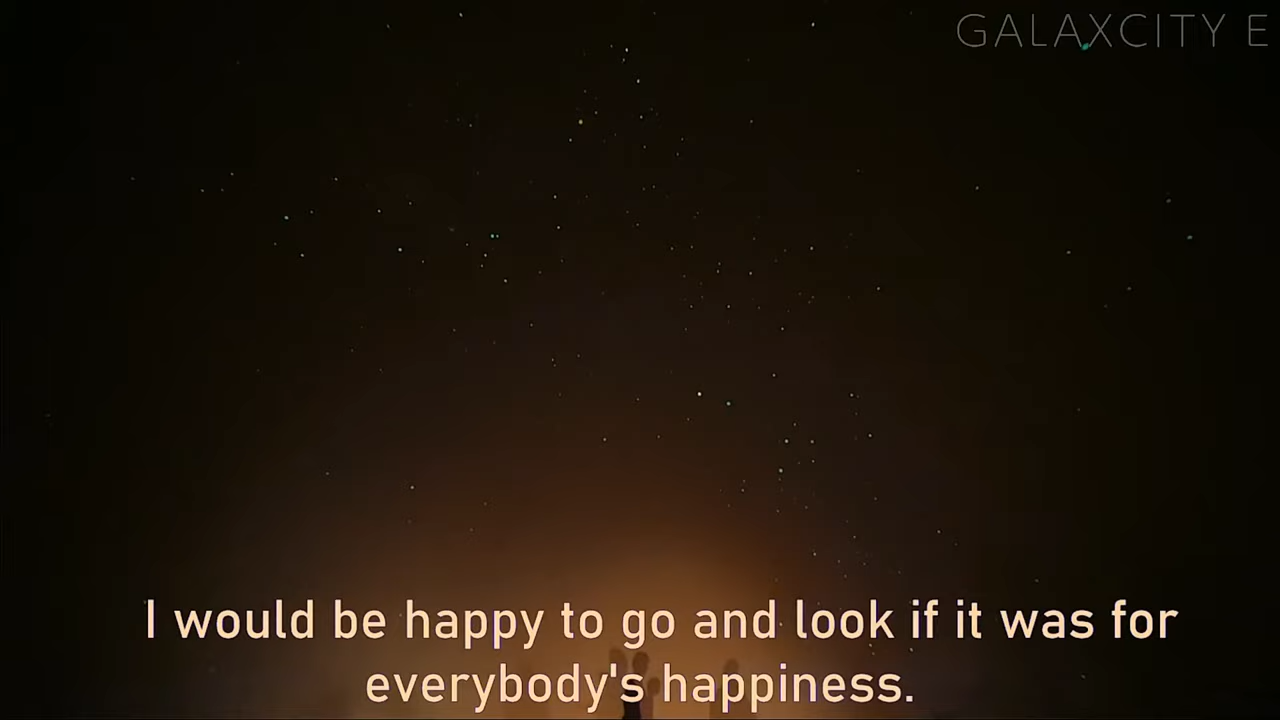 GALAXCITY E
I would be happy to go and look if it was for
everybody's happiness.